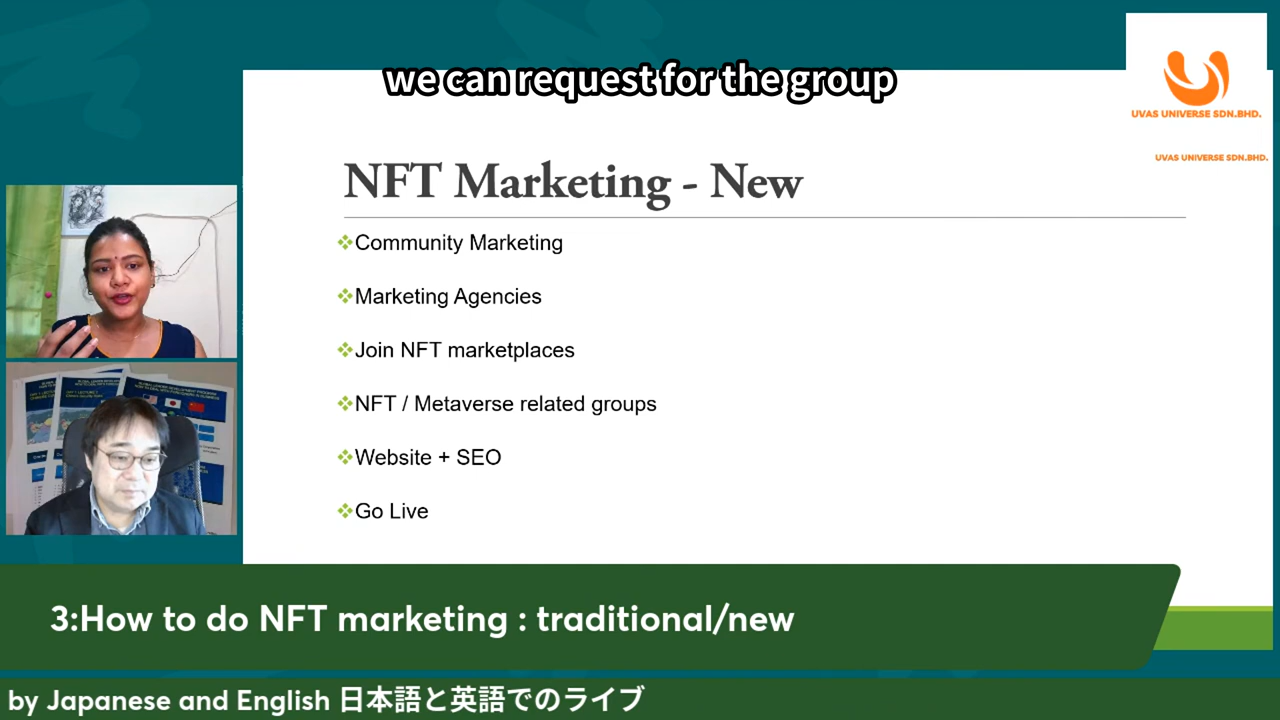 we can request for the group
UVAS UNIVERSE SDN.BHD.
UVAS UNIVERSE SDN.BHD.
NFT Marketing - New
Community Marketing
Marketing Agencies
Join NFT marketplaces
NFT / Metaverse related groups
Website + SEO
Go Live
3:How to do NFT marketing : traditional/new
by Japanese and English 日本語と英語でのライブ